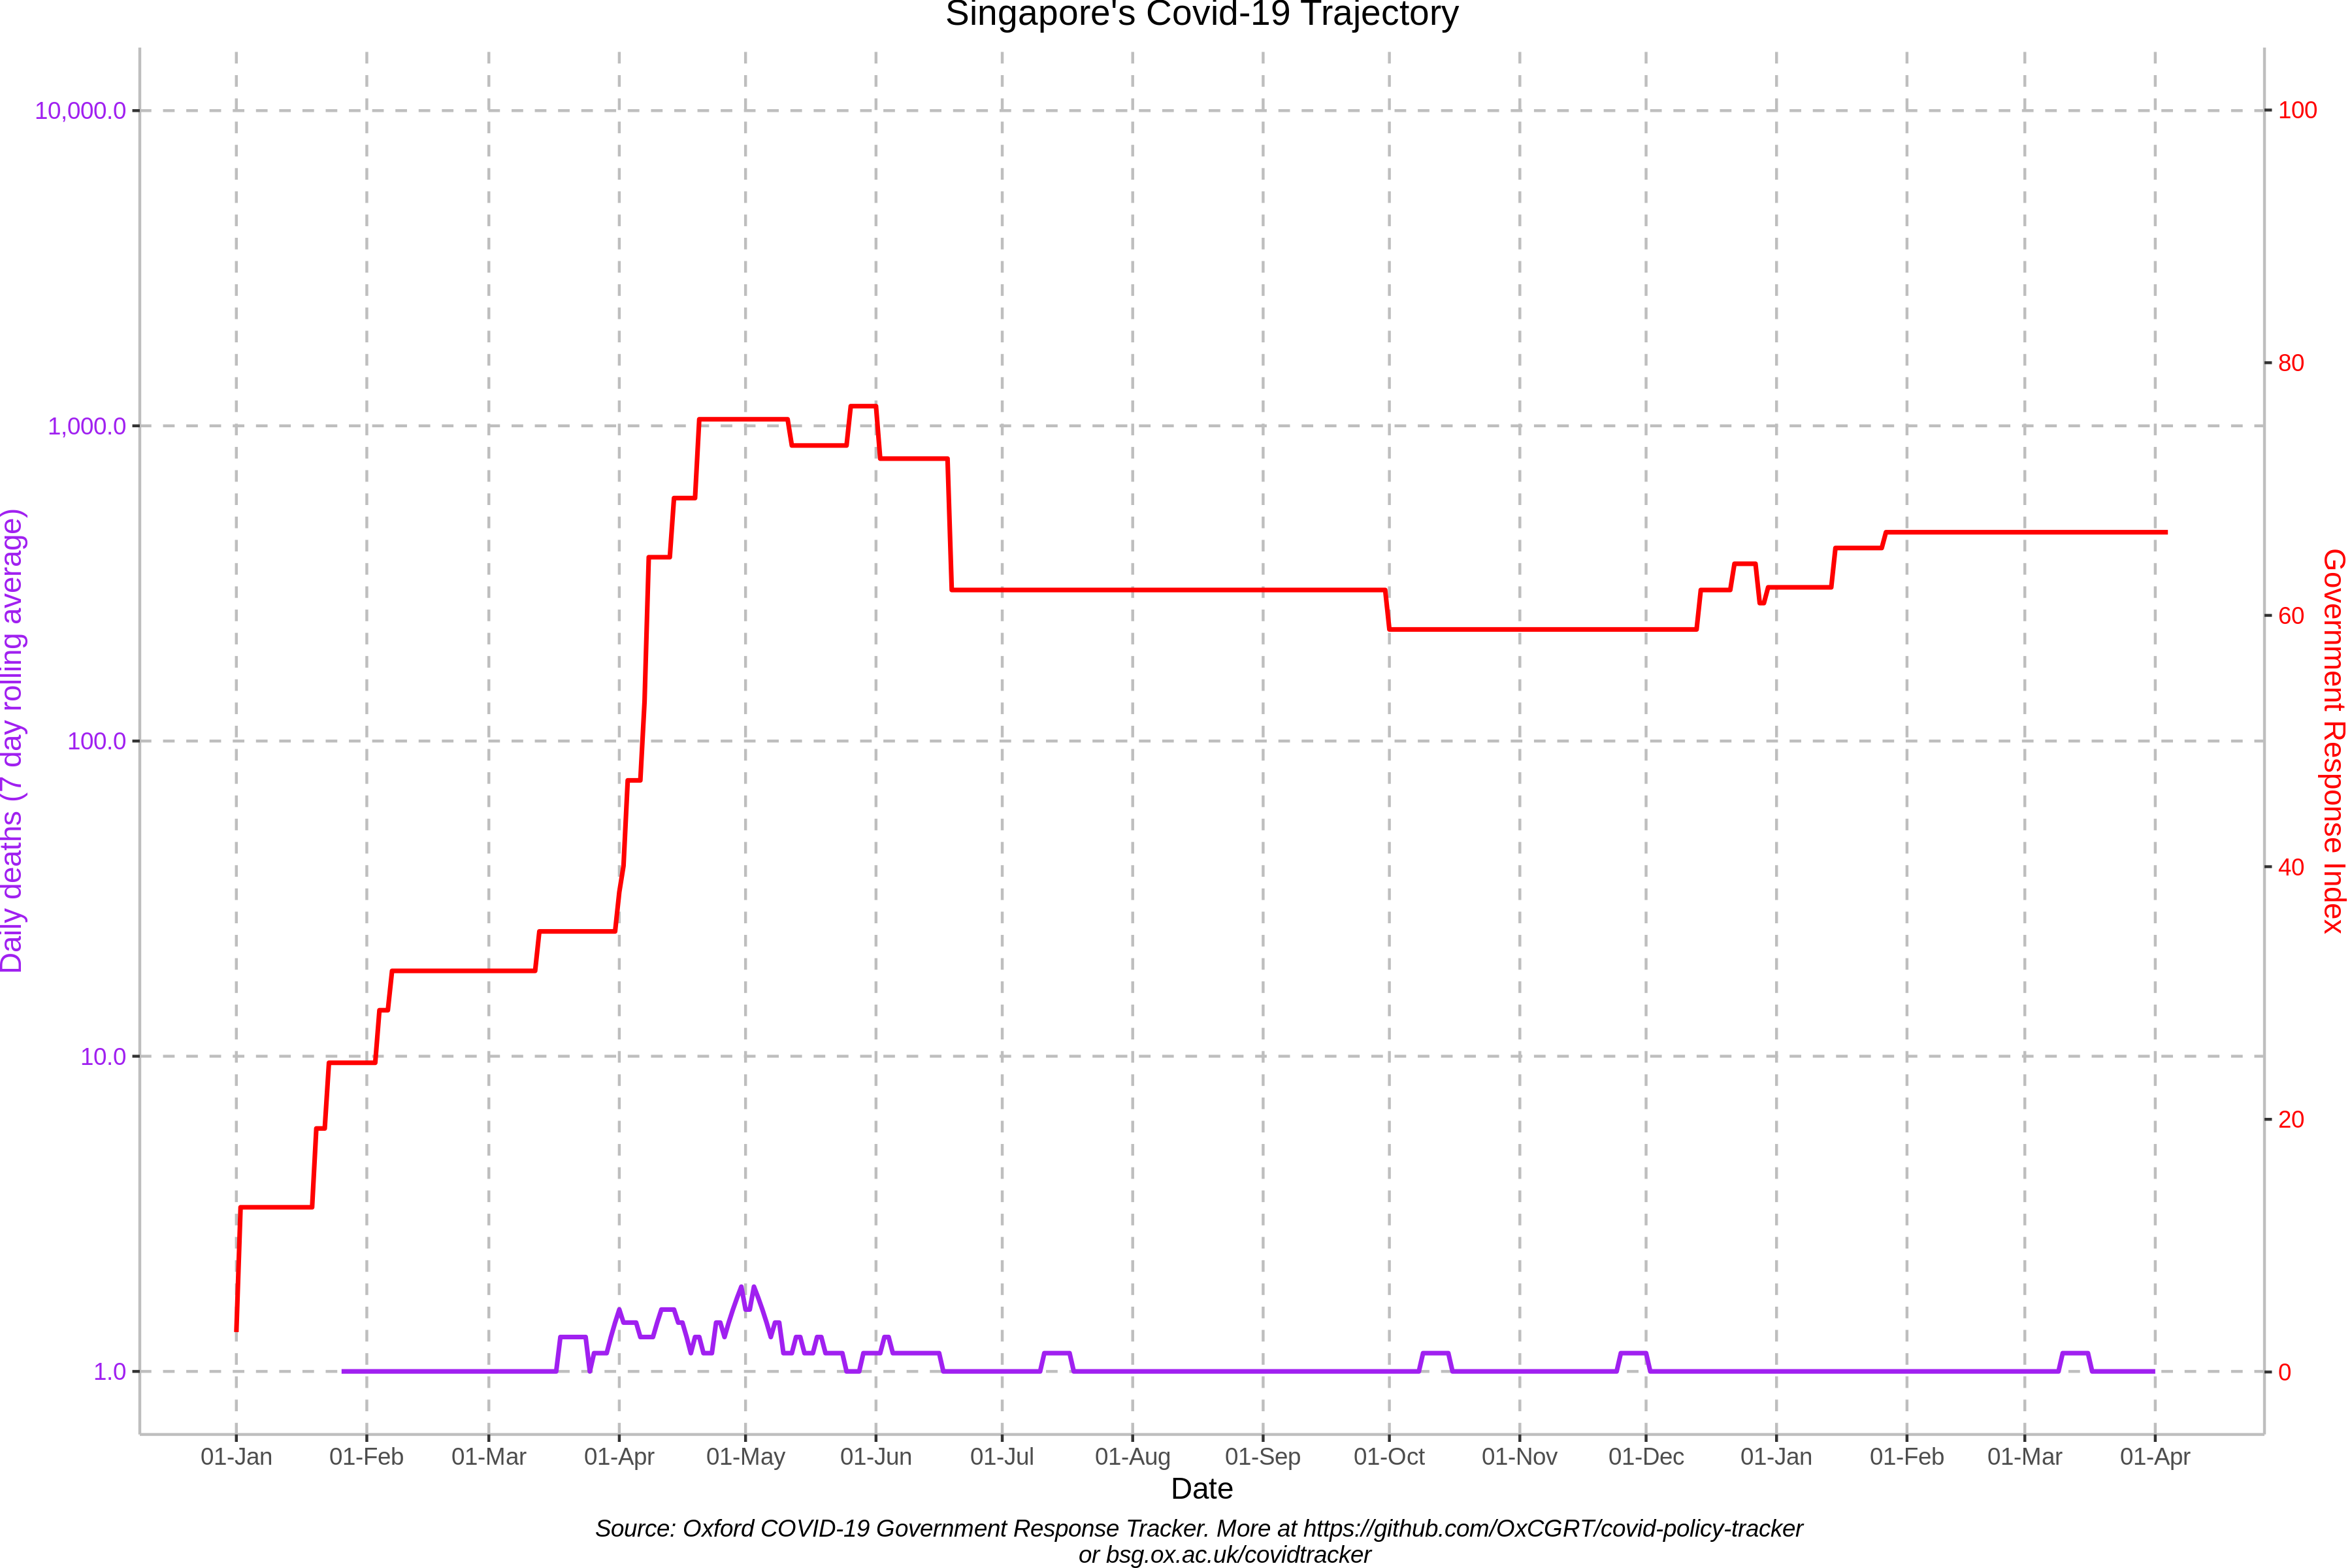 Singapore's Covid-19 Trajectory
10,000.0
1,000.0
100.0
10.0
1.0
Daily deaths (7 day rolling average)
100
80
60
40
20
0
Government Response Index
01-Jan 01-Feb 01-Mar 01-Apr 01-May 01-Jun 01-Jul 01-Aug 01-Sep 01-Oct 01-Nov 01-Dec 01-Jan 01-Feb 01-Mar 01-Apr
Date
Source: Oxford COVID-19 Government Response Tracker. More at https://github.com/OxCGRT/covid-policy-tracker
or bsg.ox.ac.uk/covidtracker